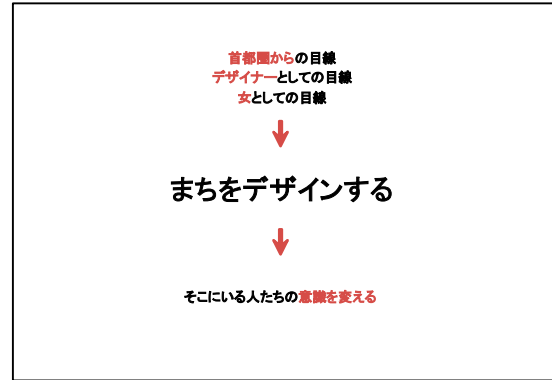 首都圏からの目線
デザイナーとしての目線
女としての目線
まちをデザインする
そこにいる人たちの意識を変える